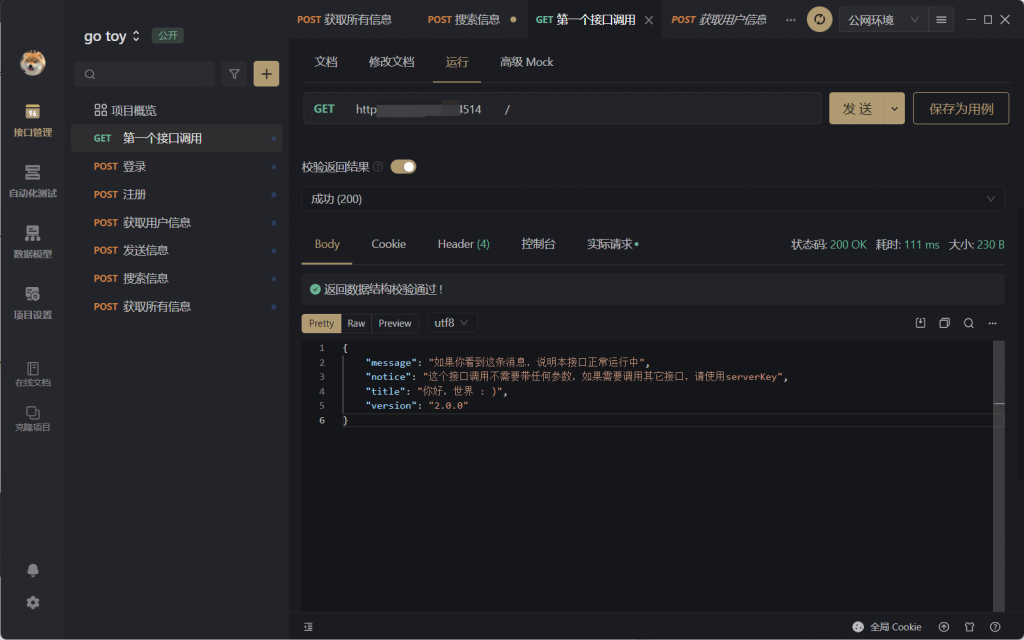 go toy 公开
接口管理
自动化测试
数据模型
项目设置
在线文档
克隆项目
项目概览
GET 第一个接口调用
POST 登录
POST 注册
POST 获取用户信息
POST 发送信息
POST 搜索信息
POST 获取所有信息
POST 获取所有信息 POST 搜索信息 GET 第一个接口调用 POST 获取用户信息 公网环境
文档 修改文档 运行 高级 Mock
GET http 4514 / 发 送 保存为用例
校验返回结果
成功 (200)
Body Cookie Header (4) 控制台 实际请求 状态码: 200 OK 耗时: 111 ms 大小: 230 B
返回数据结构校验通过！
Pretty Raw Preview utf8
1 {
2 "message": "如果你看到这条消息，说明本接口正常运行中",
3 "notice": "这个接口调用不需要带任何参数，如果需要调用其它接口，请使用serverKey",
4 "title": "你好，世界 : )",
5 "version": "2.0.0"
6 }
全局 Cookie